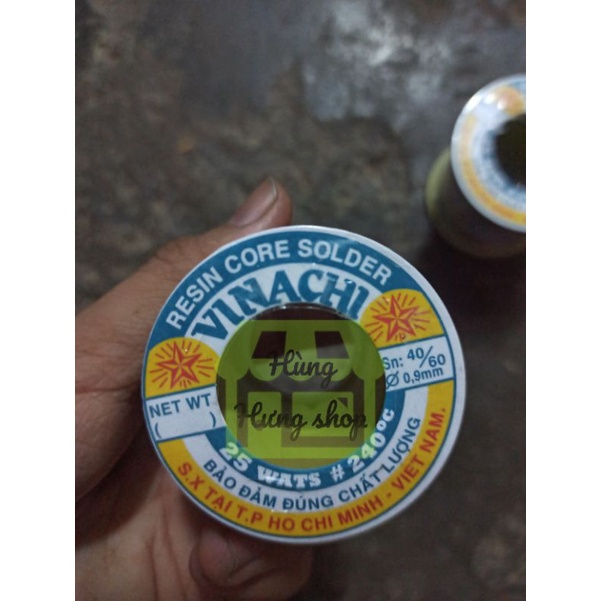 RESIN CORE SOLDER
VINACHI
Sn: 40/60
Ø 0,9mm
NET WT
( )
Hùng
Hưng shop
25 WATS # 240°C
BẢO ĐẢM ĐÚNG CHẤT LƯỢNG
S.X TẠI T.P HO CHI MINH - VIET NAM.